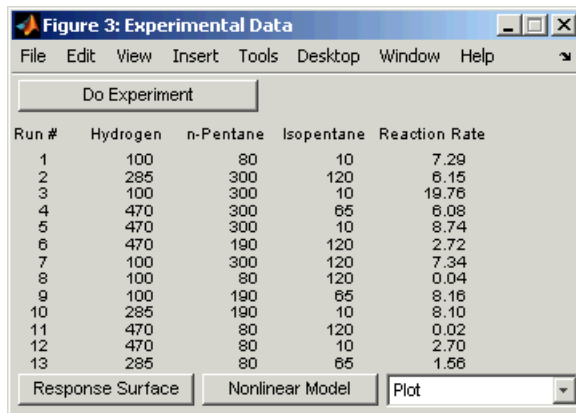 Figure 3: Experimental Data
File Edit View Insert Tools Desktop Window Help
Do Experiment
Run # Hydrogen n-Pentane Isopentane Reaction Rate
1 100 80 10 7.29
2 285 300 120 6.15
3 100 300 10 19.76
4 470 300 65 6.08
5 470 300 10 8.74
6 470 190 120 2.72
7 100 300 120 7.34
8 100 80 120 0.04
9 100 190 65 8.16
10 285 190 10 8.10
11 470 80 120 0.02
12 470 80 10 2.70
13 285 80 65 1.56
Response Surface Nonlinear Model Plot